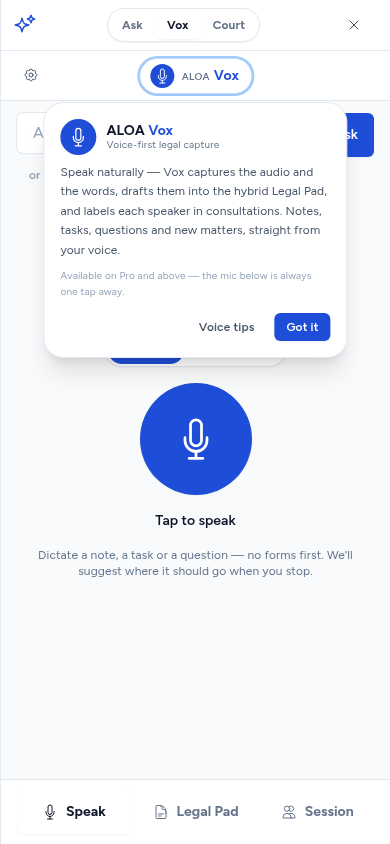 Ask
Vox
Court
ALOA Vox
A
sk
or
ALOA Vox
Voice-first legal capture
Speak naturally — Vox captures the audio and
the words, drafts them into the hybrid Legal Pad,
and labels each speaker in consultations. Notes,
tasks, questions and new matters, straight from
your voice.
Available on Pro and above — the mic below is always
one tap away.
Voice tips
Got it
Tap to speak
Dictate a note, a task or a question — no forms first. We'll
suggest where it should go when you stop.
Speak
Legal Pad
Session